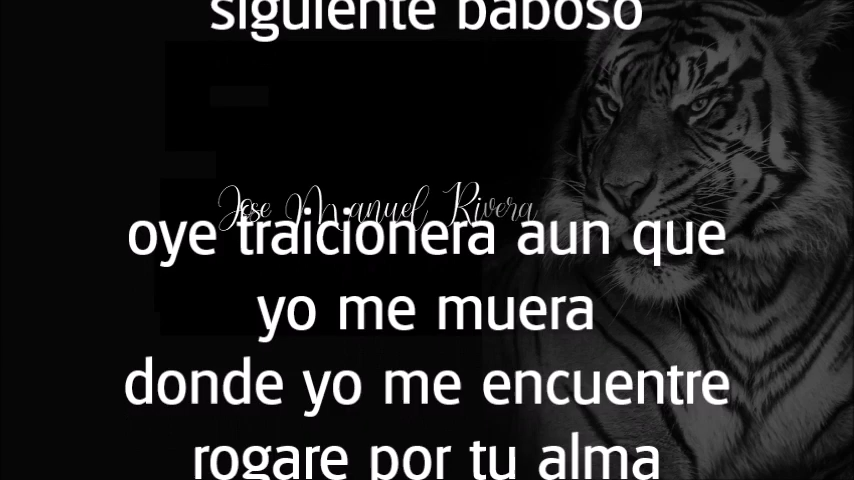 siguiente baboso
Jose Manuel Rivera
oye traicionera aun que
yo me muera
donde yo me encuentre
rogare por tu alma